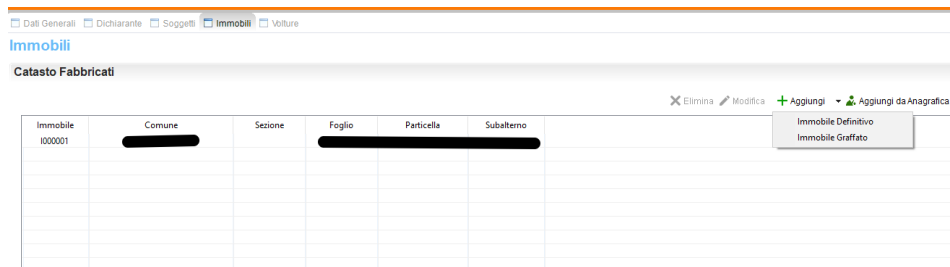 Dati Generali Dichiarante Soggetti Immobili Volture
Immobili
Catasto Fabbricati
Elimina Modifica Aggiungi Aggiungi da Anagrafica
Immobile Definitivo
Immobile Graffato
Immobile Comune Sezione Foglio Particella Subalterno
I000001